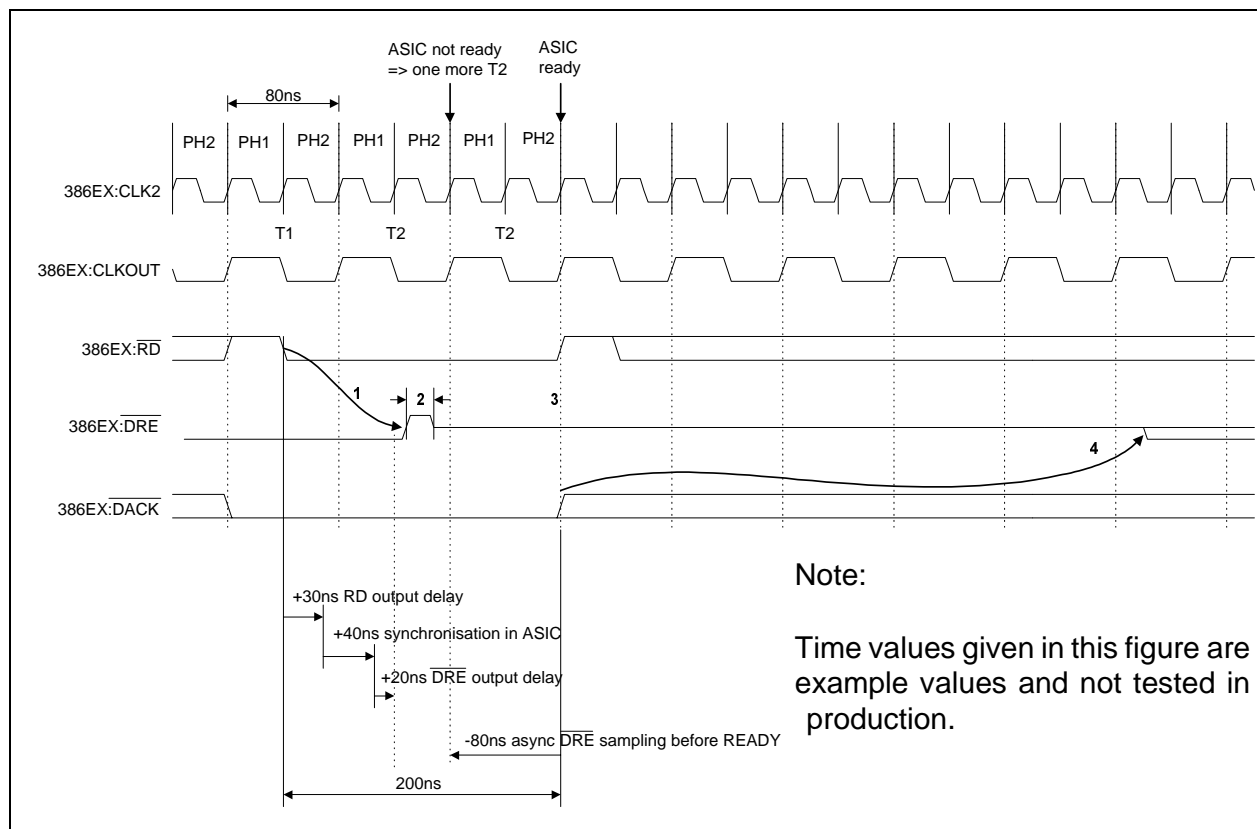 ASIC not ready
=> one more T2
ASIC
ready
80ns
PH2 PH1 PH2 PH1 PH2 PH1 PH2
386EX:CLK2
T1 T2 T2
386EX:CLKOUT
386EX:RD
1 2 3
386EX:DRE
4
386EX:DACK
+30ns RD output delay
+40ns synchronisation in ASIC
+20ns DRE output delay
-80ns async DRE sampling before READY
200ns
Note:
Time values given in this figure are
example values and not tested in
production.